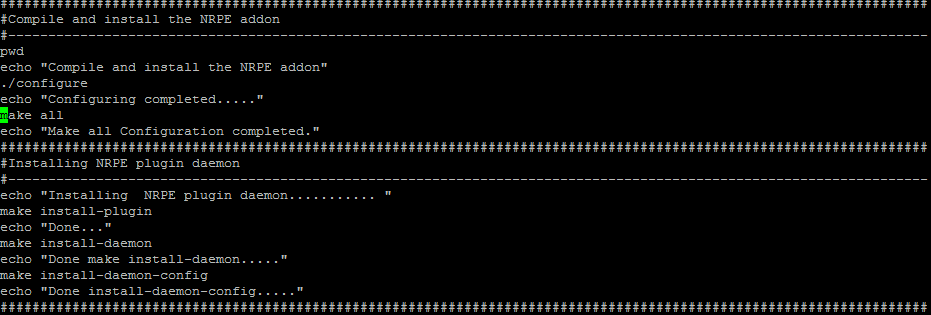 ####################################################################################################################
#Compile and install the NRPE addon
#-------------------------------------------------------------------------------------------------------------------
pwd
echo "Compile and install the NRPE addon"
./configure
echo "Configuring completed....."
make all
echo "Make all Configuration completed."
####################################################################################################################
#Installing NRPE plugin daemon
#-------------------------------------------------------------------------------------------------------------------
echo "Installing  NRPE plugin daemon........... "
make install-plugin
echo "Done..."
make install-daemon
echo "Done make install-daemon....."
make install-daemon-config
echo "Done install-daemon-config....."
####################################################################################################################